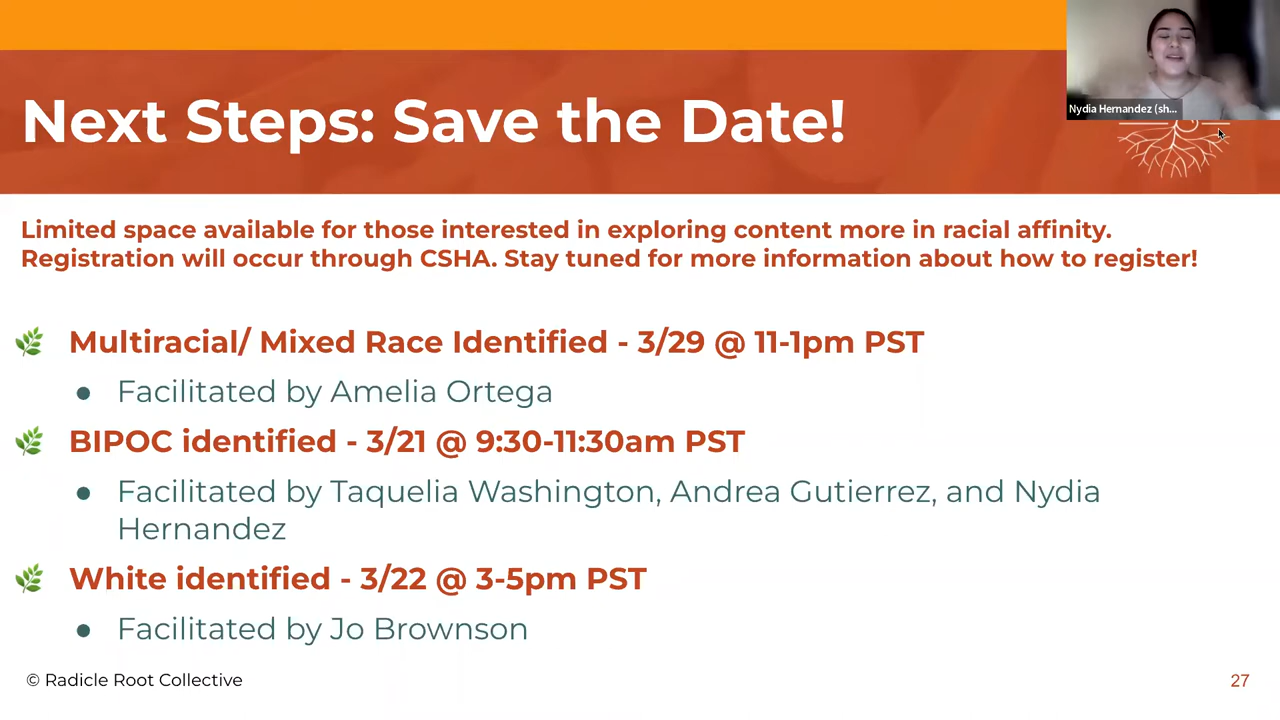 Nydia Hernandez (sh...
Next Steps: Save the Date!
Limited space available for those interested in exploring content more in racial affinity.
Registration will occur through CSHA. Stay tuned for more information about how to register!
Multiracial/ Mixed Race Identified - 3/29 @ 11-1pm PST
● Facilitated by Amelia Ortega
BIPOC identified - 3/21 @ 9:30-11:30am PST
● Facilitated by Taquelia Washington, Andrea Gutierrez, and Nydia
Hernandez
White identified - 3/22 @ 3-5pm PST
● Facilitated by Jo Brownson
© Radicle Root Collective
27